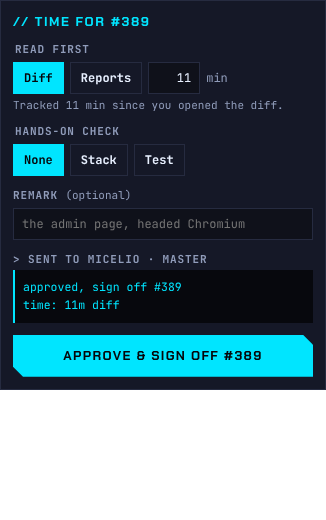 // TIME FOR #389
READ FIRST
Diff Reports 11 min
Tracked 11 min since you opened the diff.
HANDS-ON CHECK
None Stack Test
REMARK (optional)
the admin page, headed Chromium
> SENT TO MICELIO · MASTER
approved, sign off #389
time: 11m diff
APPROVE & SIGN OFF #389